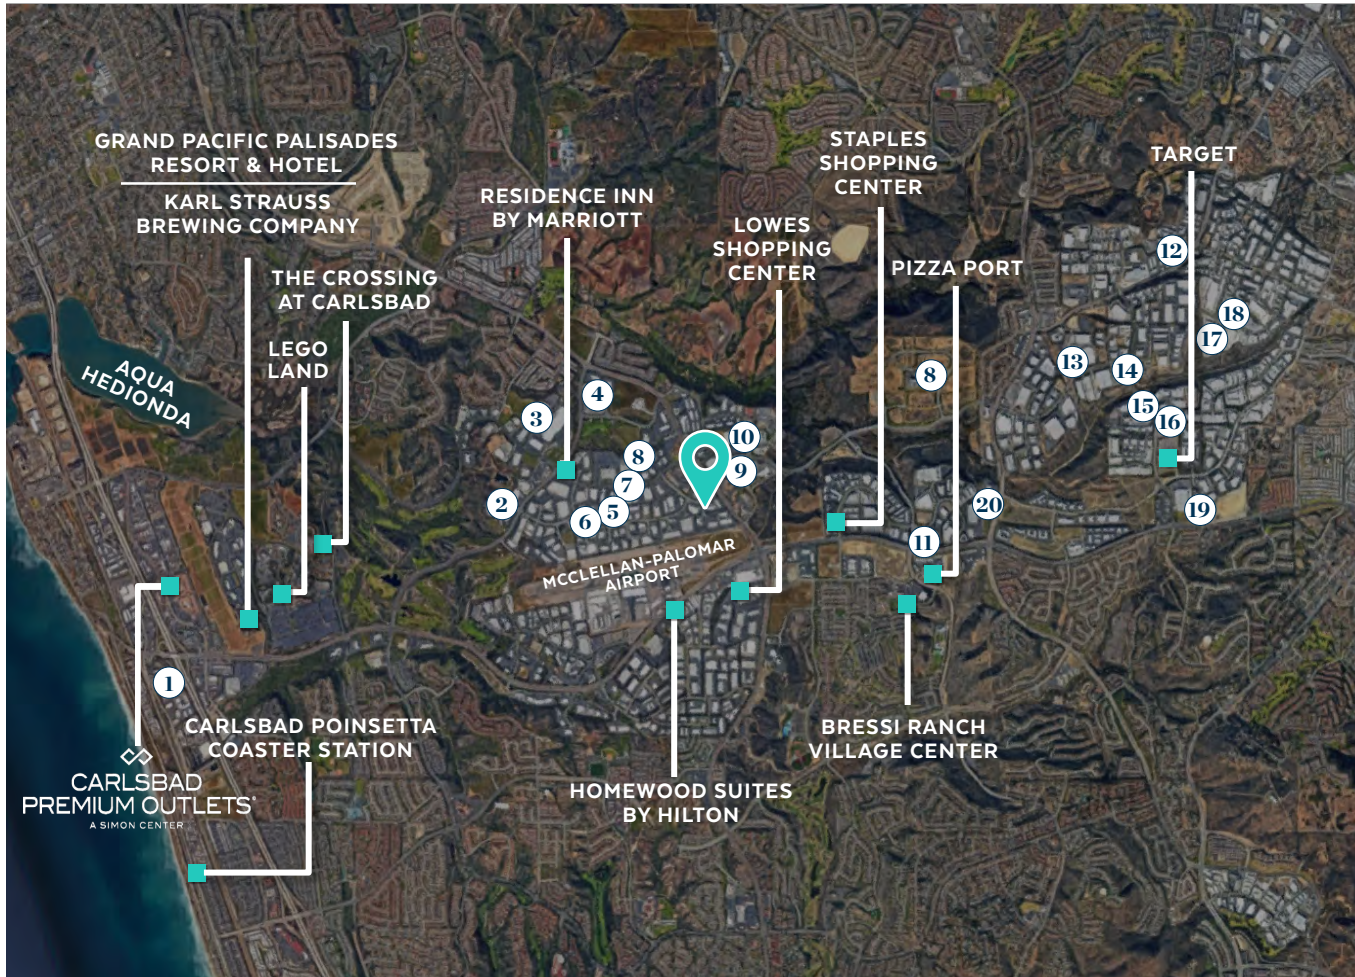 GRAND PACIFIC PALISADES
RESORT & HOTEL
KARL STRAUSS
BREWING COMPANY
THE CROSSING
AT CARLSBAD
LEGO
LAND
AQUA
HEDIONDA
RESIDENCE INN
BY MARRIOTT
STAPLES
SHOPPING
CENTER
LOWES
SHOPPING
CENTER
PIZZA PORT
TARGET
12
18
17
13
14
8
15
16
4
3
10
8
9
7
2
5
6
20
19
11
MCCLELLAN-PALOMAR
AIRPORT
1
CARLSBAD POINSETTA
COASTER STATION
CARLSBAD
PREMIUM OUTLETS®
A SIMON CENTER
HOMEWOOD SUITES
BY HILTON
BRESSI RANCH
VILLAGE CENTER